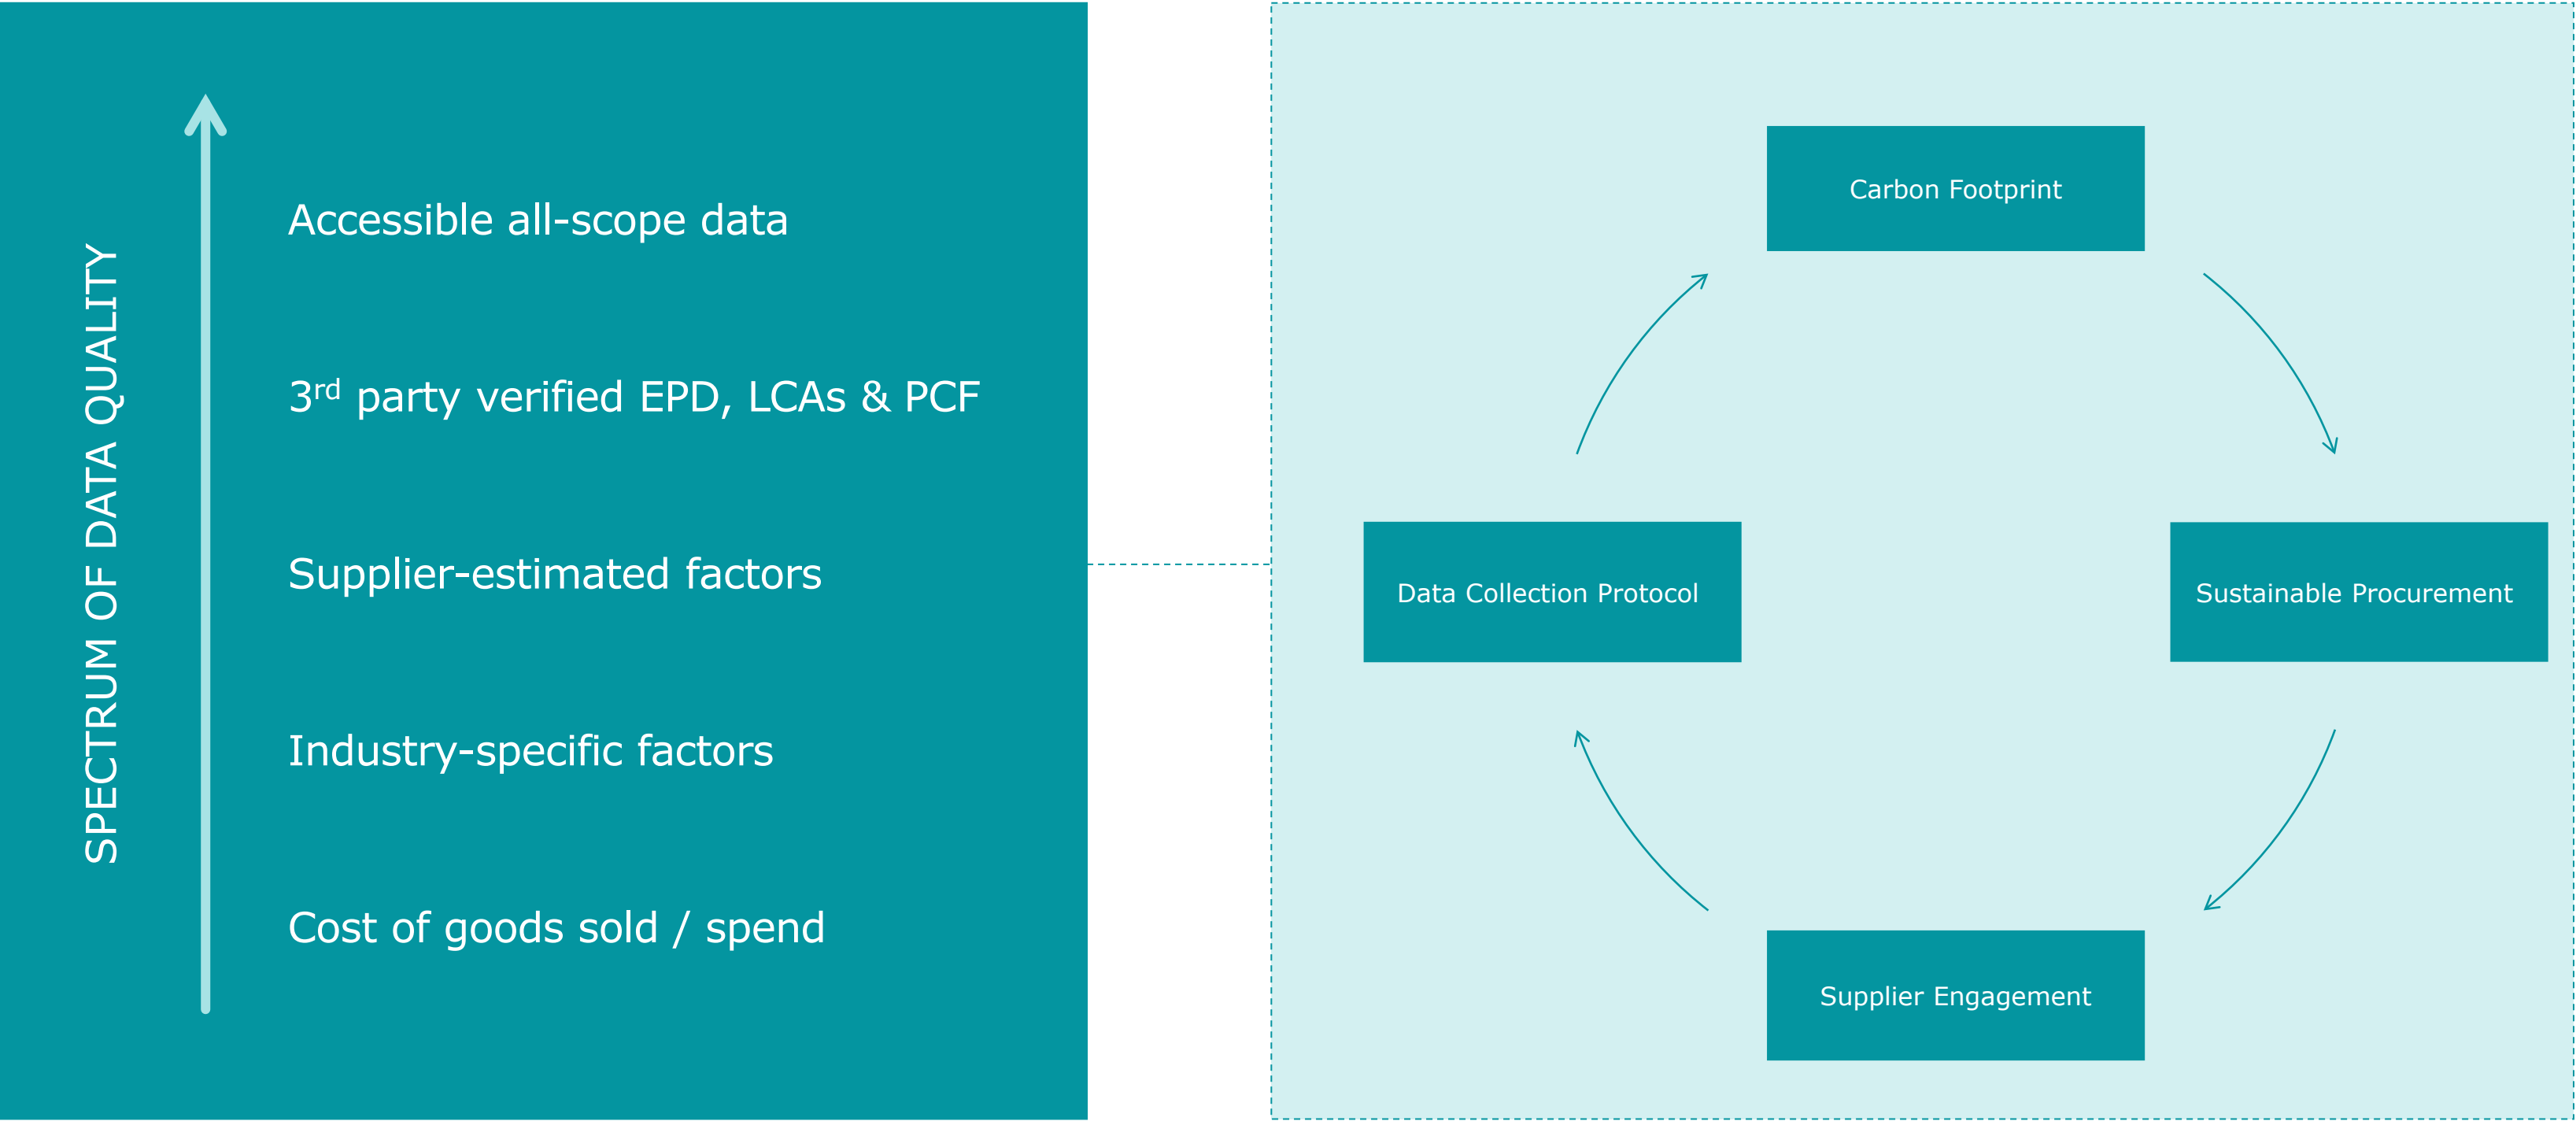 SPECTRUM OF DATA QUALITY
Accessible all-scope data
3rd party verified EPD, LCAs & PCF
Supplier-estimated factors
Industry-specific factors
Cost of goods sold / spend
Carbon Footprint
Data Collection Protocol
Sustainable Procurement
Supplier Engagement